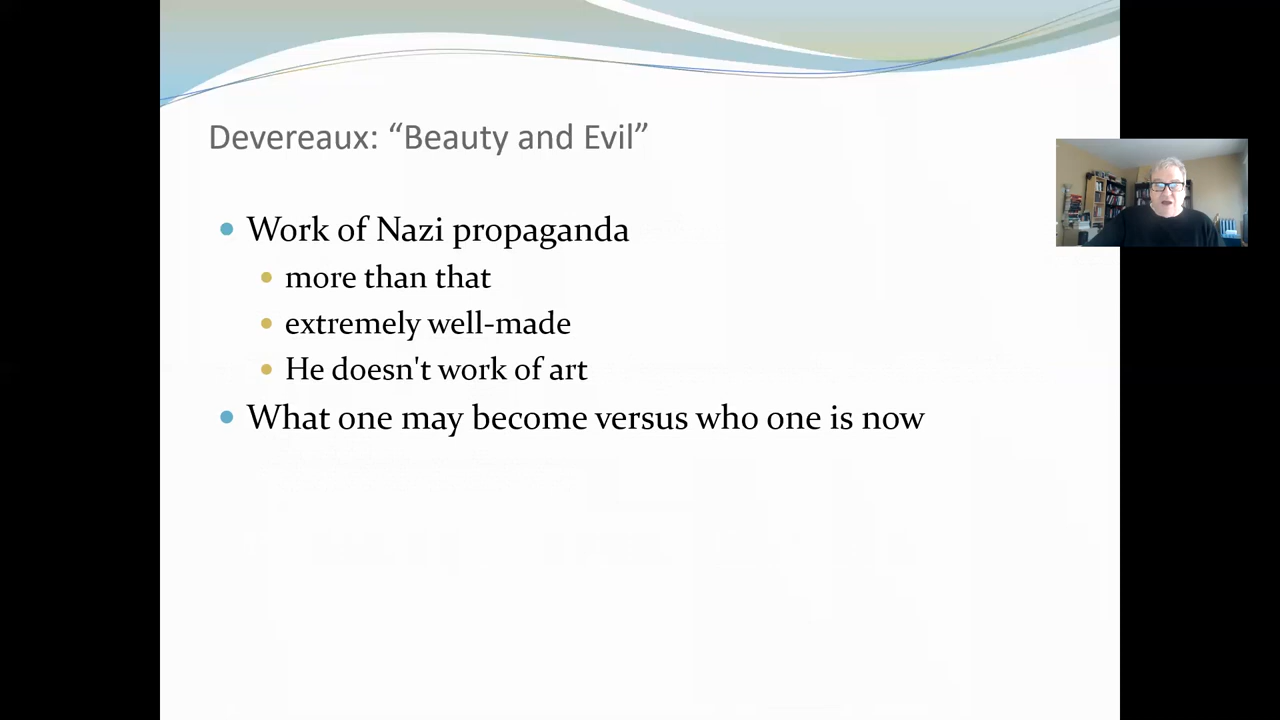 Devereaux: “Beauty and Evil”
Work of Nazi propaganda
more than that
extremely well-made
He doesn't work of art
What one may become versus who one is now